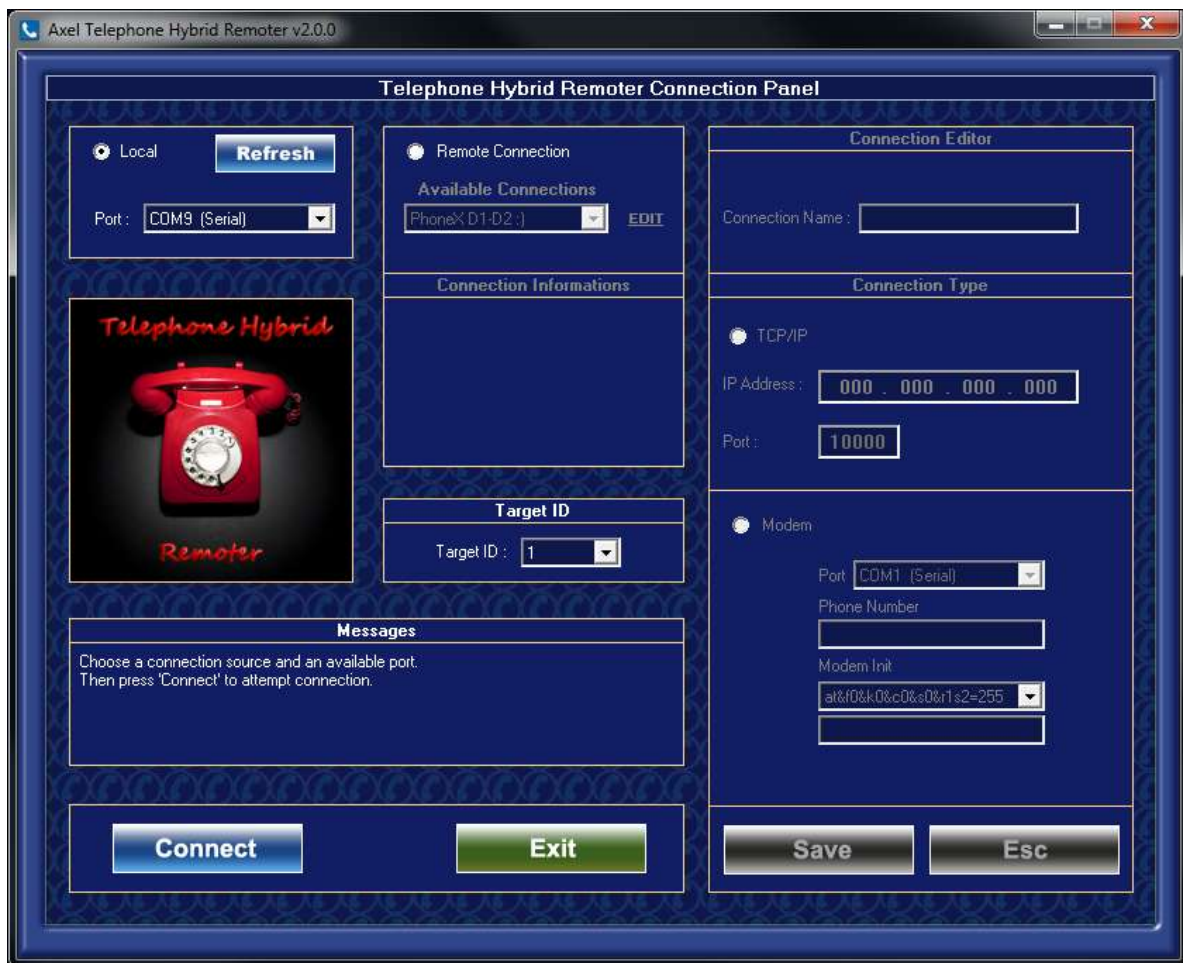 Axel Telephone Hybrid Remoter v2.0.0
Telephone Hybrid Remoter Connection Panel
Local
Refresh
Port :
COM9 (Serial)
Remote Connection
Available Connections
PhoneX D1-D2 :)
EDIT
Connection Informations
Telephone Hybrid
Remoter
Target ID
Target ID :
1
Messages
Choose a connection source and an available port.
Then press 'Connect' to attempt connection.
Connect
Exit
Connection Editor
Connection Name :
Connection Type
TCP/IP
IP Address :
000 . 000 . 000 . 000
Port :
10000
Modem
Port
COM1 (Serial)
Phone Number
Modem Init
at&f0&k0&c0&s0&r1s2=255
Save
Esc